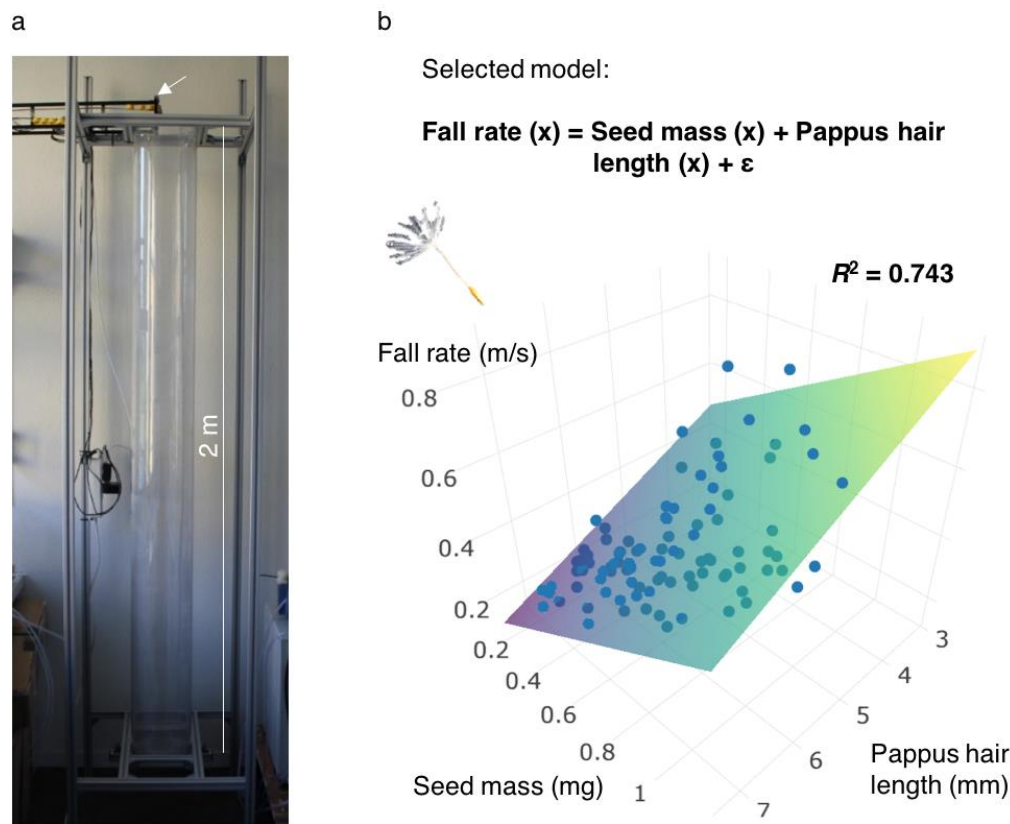 a
2 m
b
Selected model:
Fall rate (x) = Seed mass (x) + Pappus hair
length (x) + ε
R² = 0.743
Fall rate (m/s)
0.8
0.6
0.4
0.2
0.2
0.4
0.6
0.8
1
Seed mass (mg)
3
4
5
6
7
Pappus hair
length (mm)